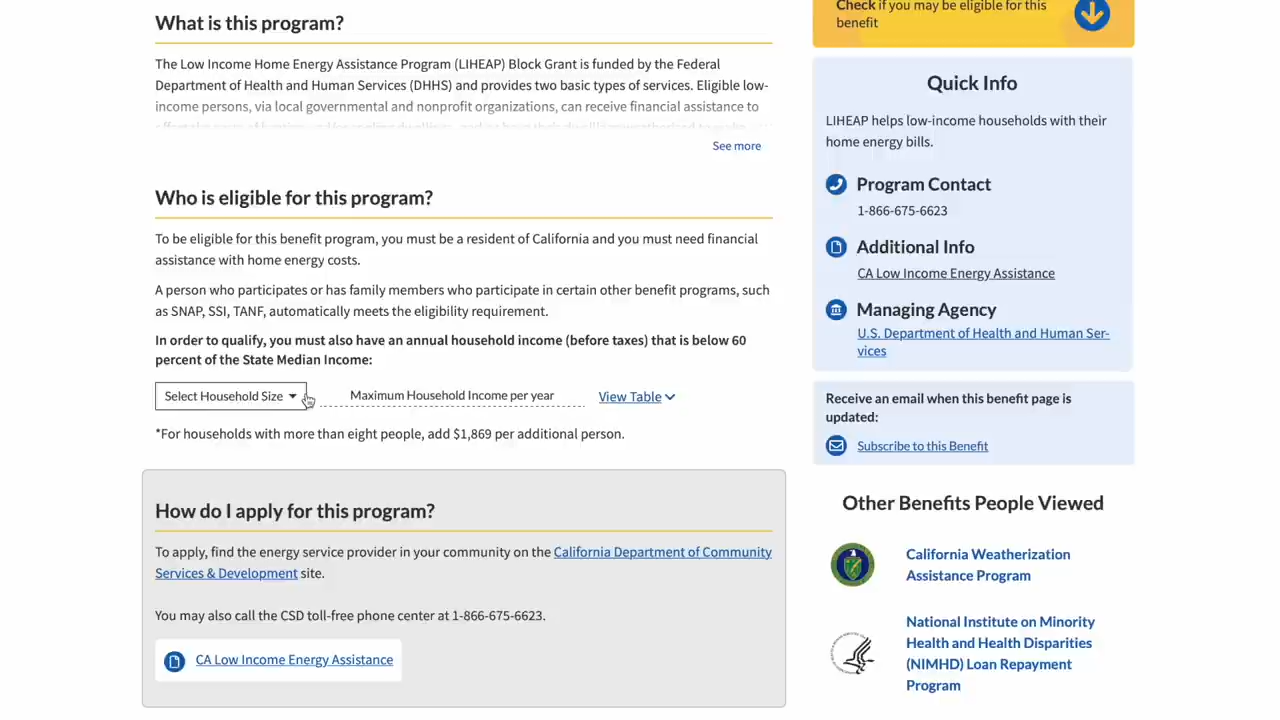 What is this program?
The Low Income Home Energy Assistance Program (LIHEAP) Block Grant is funded by the Federal
Department of Health and Human Services (DHHS) and provides two basic types of services. Eligible low-
income persons, via local governmental and nonprofit organizations, can receive financial assistance to
See more
Who is eligible for this program?
To be eligible for this benefit program, you must be a resident of California and you must need financial
assistance with home energy costs.
A person who participates or has family members who participate in certain other benefit programs, such
as SNAP, SSI, TANF, automatically meets the eligibility requirement.
In order to qualify, you must also have an annual household income (before taxes) that is below 60
percent of the State Median Income:
Select Household Size
Maximum Household Income per year
View Table
*For households with more than eight people, add $1,869 per additional person.
How do I apply for this program?
To apply, find the energy service provider in your community on the California Department of Community
Services & Development site.
You may also call the CSD toll-free phone center at 1-866-675-6623.
CA Low Income Energy Assistance
Check if you may be eligible for this
benefit
Quick Info
LIHEAP helps low-income households with their
home energy bills.
Program Contact
1-866-675-6623
Additional Info
CA Low Income Energy Assistance
Managing Agency
U.S. Department of Health and Human Ser-
vices
Receive an email when this benefit page is
updated:
Subscribe to this Benefit
Other Benefits People Viewed
California Weatherization
Assistance Program
National Institute on Minority
Health and Health Disparities
(NIMHD) Loan Repayment
Program